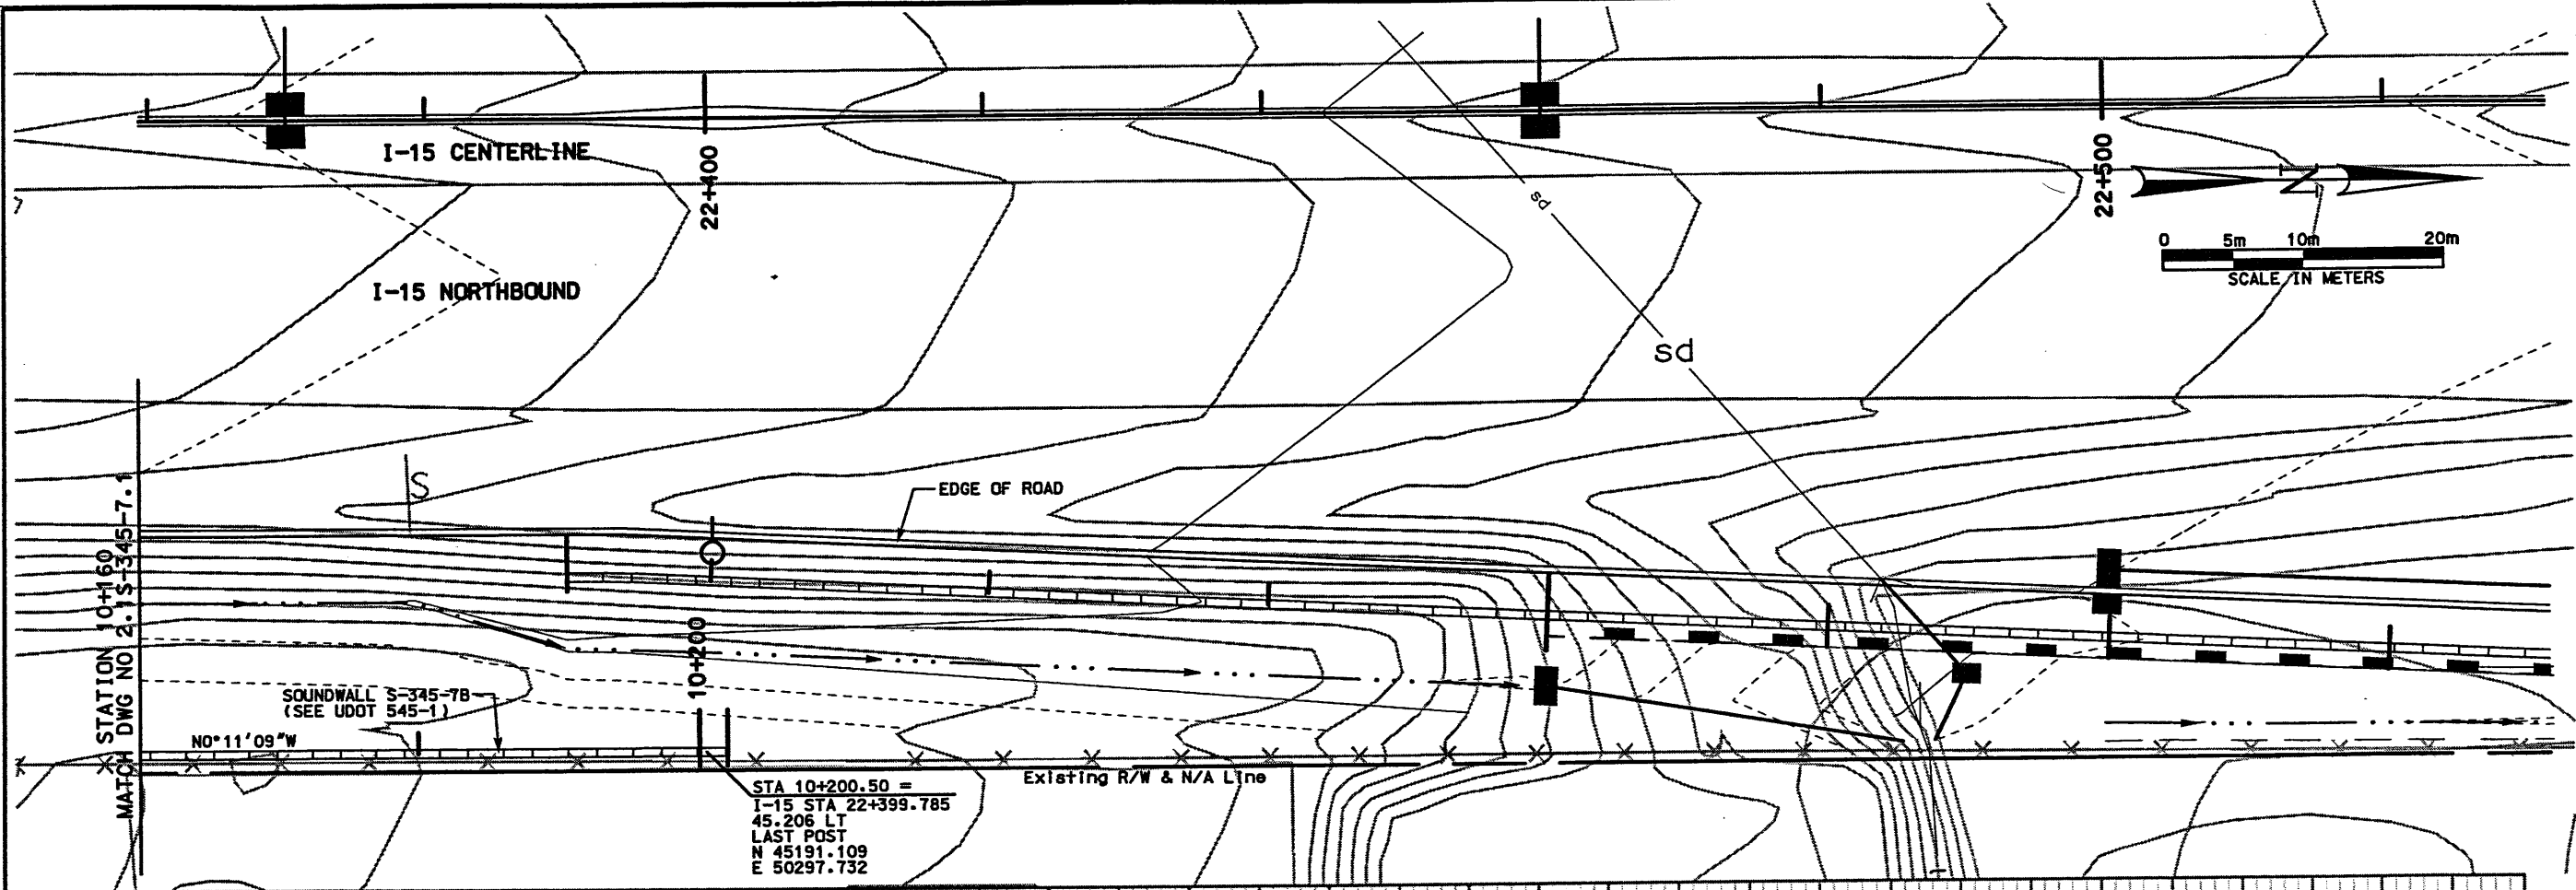 I-15 CENTERLINE
22+400
22+500
N
sd
0 5m 10m 20m
SCALE IN METERS
I-15 NORTHBOUND
sd
S
EDGE OF ROAD
STATION 10+160
MATCH DWG NO 2.1S-345-7.1
10+200
SOUNDWALL S-345-7B
(SEE UDOT 545-1)
N0°11'09"W
Existing R/W & N/A Line
STA 10+200.50 =
I-15 STA 22+399.785
45.206 LT
LAST POST
N 45191.109
E 50297.732